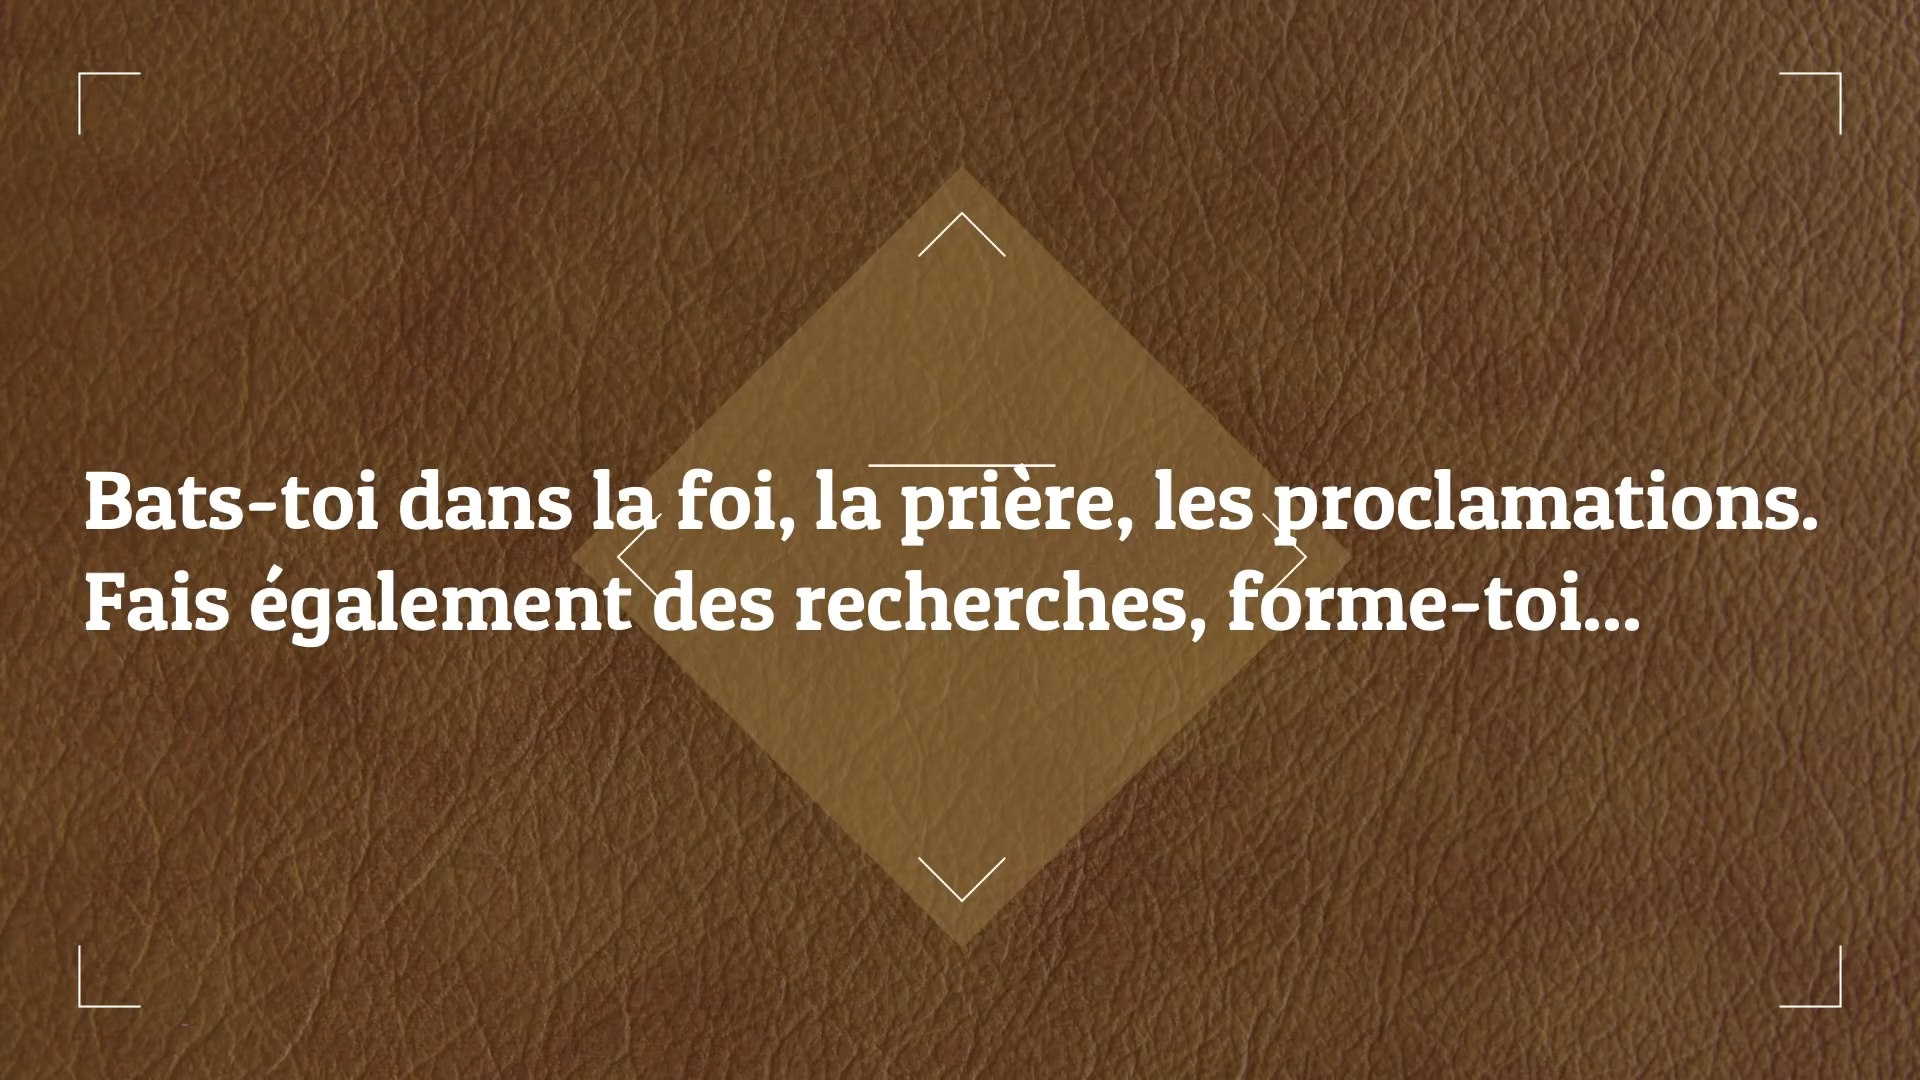 Bats-toi dans la foi, la prière, les proclamations.
Fais également des recherches, forme-toi...